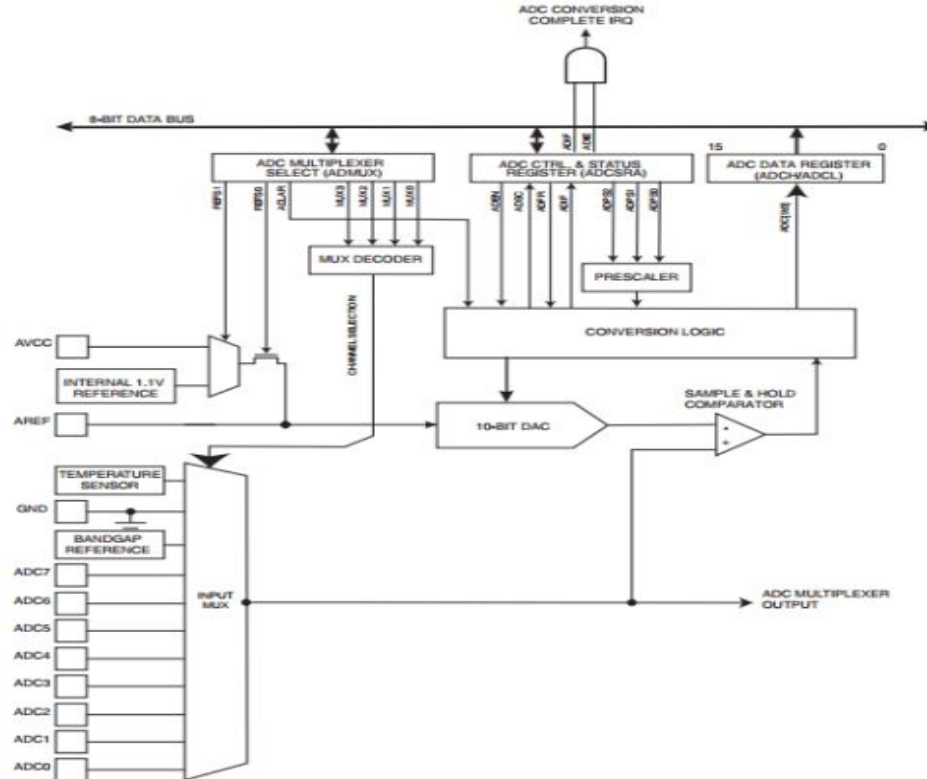 ADC CONVERSION
COMPLETE IRQ
8-BIT DATA BUS
ADIF
ADIE
15
0
ADC MULTIPLEXER
SELECT (ADMUX)
ADC CTRL. & STATUS
REGISTER (ADCSRA)
ADC DATA REGISTER
(ADCH/ADCL)
REFS1
REFS0
ADLAR
MUX3
MUX2
MUX1
MUX0
ADEN
ADSC
ADIF
ADPS2
ADPS1
ADPS0
ADC[9:0]
MUX DECODER
PRESCALER
CHANNEL SELECTION
CONVERSION LOGIC
AVCC
INTERNAL 1.1V
REFERENCE
AREF
SAMPLE & HOLD
COMPARATOR
10-BIT DAC
-
+
TEMPERATURE
SENSOR
GND
BANDGAP
REFERENCE
ADC7
ADC6
ADC5
ADC4
ADC3
ADC2
ADC1
ADC0
INPUT
MUX
ADC MULTIPLEXER
OUTPUT